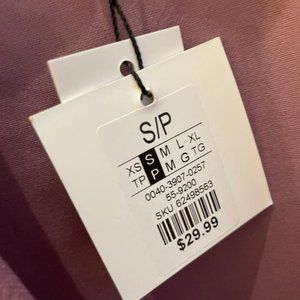 S/P
XS S M L XL
TP P M G TG
0040-3907-0257
55-9200
SKU 62498563
$29.99